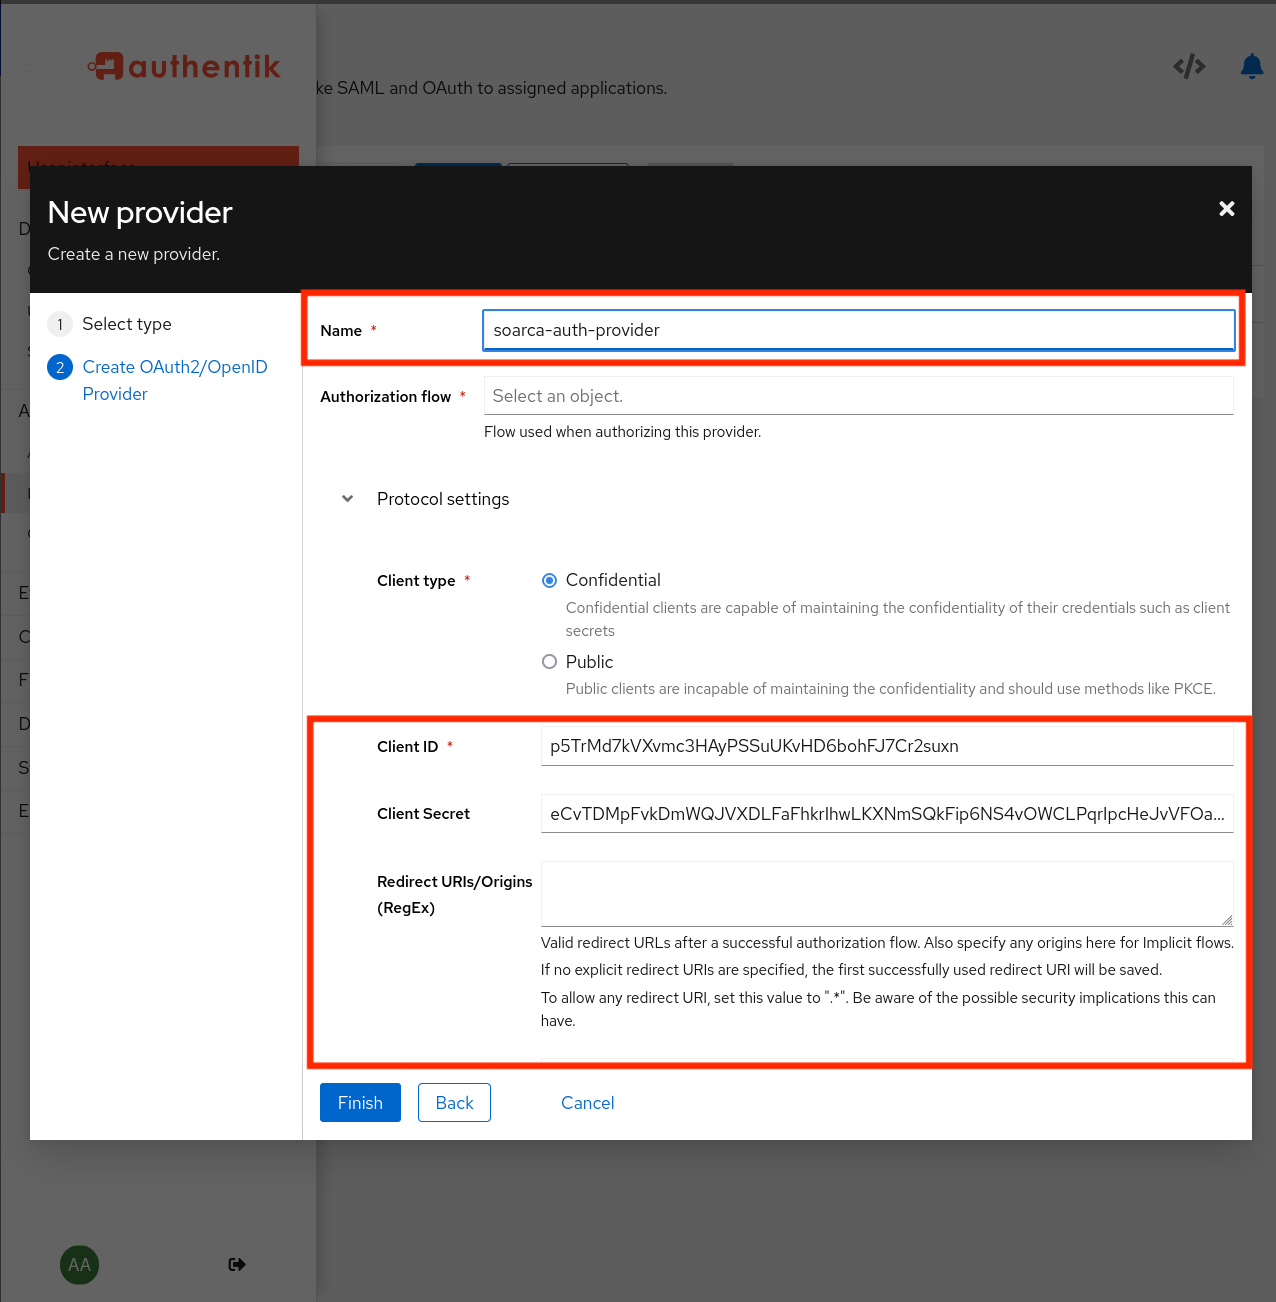 authentik
ke SAML and OAuth to assigned applications.
New provider
Create a new provider.
1 Select type
2 Create OAuth2/OpenID
Provider
Name *
soarca-auth-provider
Authorization flow *
Select an object.
Flow used when authorizing this provider.
Protocol settings
Client type *
Confidential
Confidential clients are capable of maintaining the confidentiality of their credentials such as client
secrets
Public
Public clients are incapable of maintaining the confidentiality and should use methods like PKCE.
Client ID *
p5TrMd7kVXvmc3HAyPSSuUKvHD6bohFJ7Cr2suxn
Client Secret
eCvTDMpFvkDmWQJVXDLFaFhkrIhwLKXNmSQkFip6NS4vOWCLPqrIpcHeJvVFOa...
Redirect URIs/Origins
(RegEx)
Valid redirect URLs after a successful authorization flow. Also specify any origins here for Implicit flows.
If no explicit redirect URIs are specified, the first successfully used redirect URI will be saved.
To allow any redirect URI, set this value to ".*". Be aware of the possible security implications this can
have.
Finish
Back
Cancel
AA